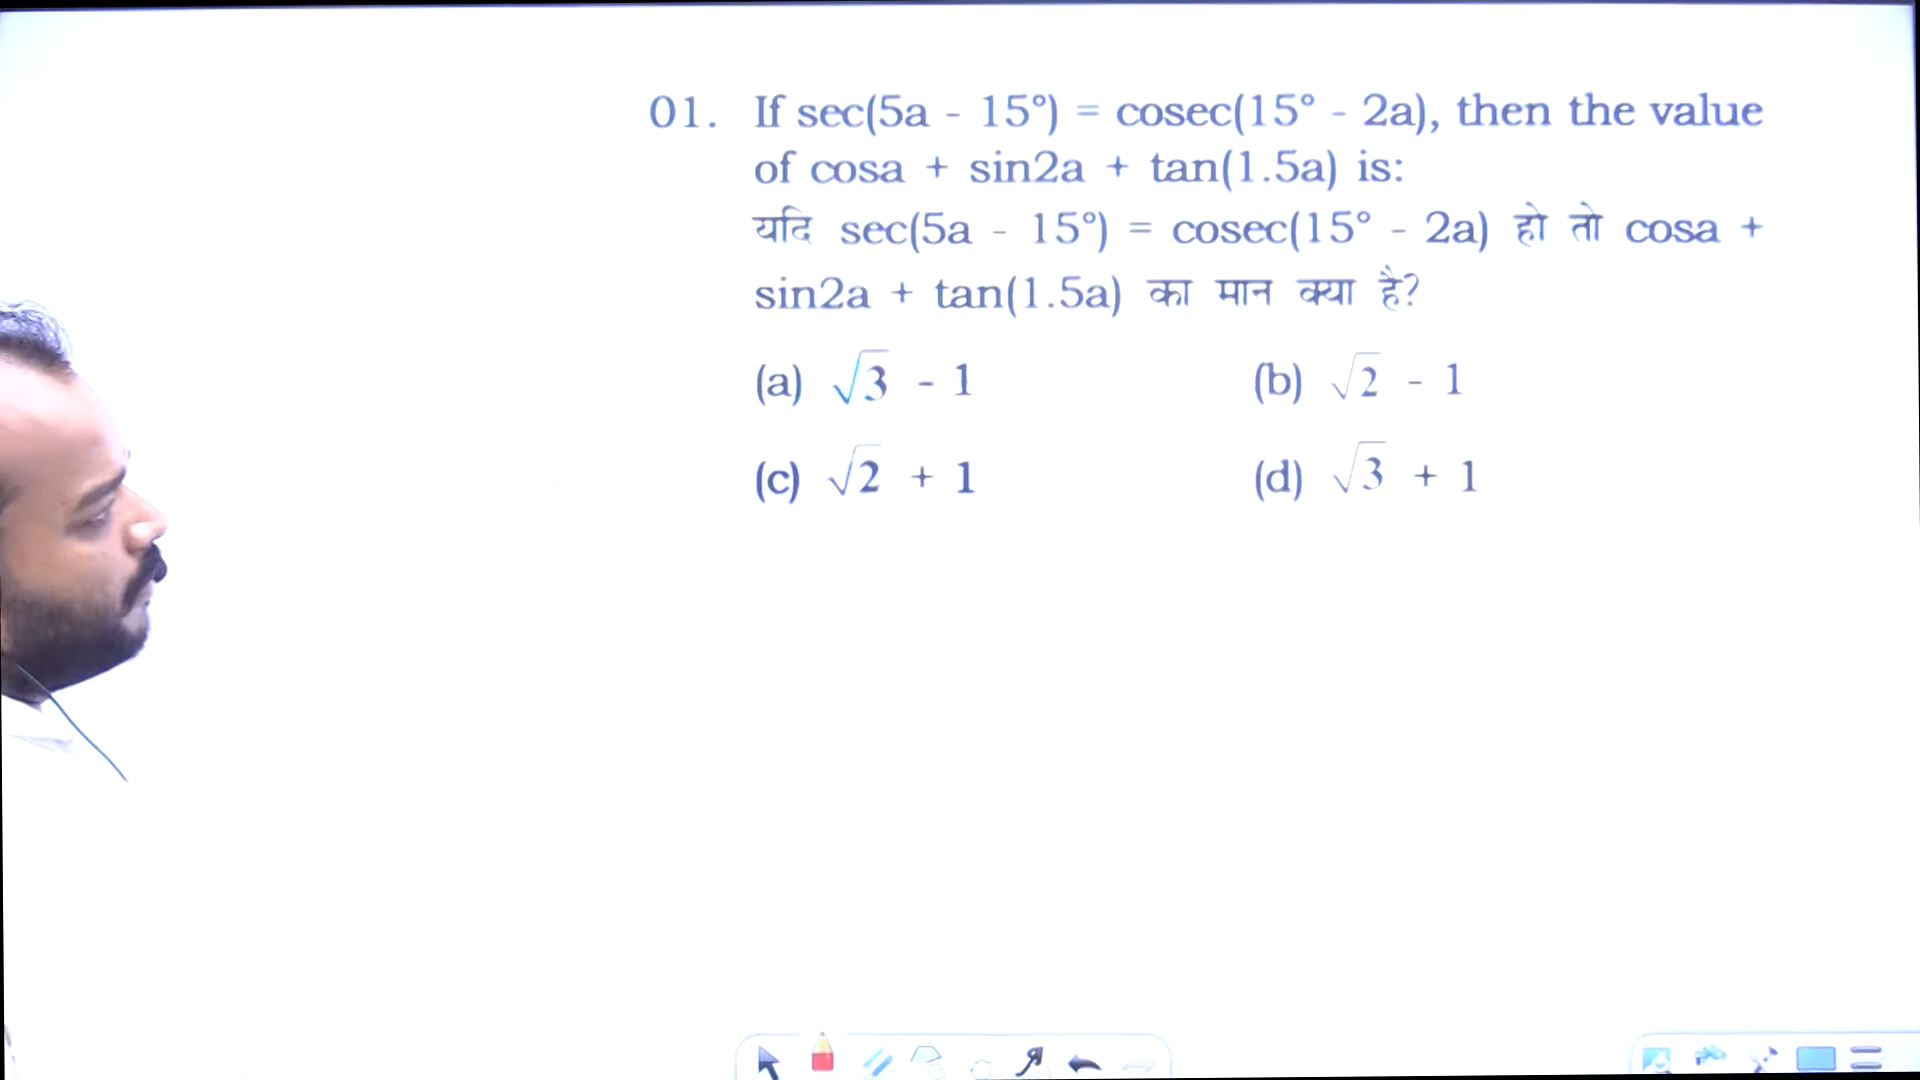 01. If sec(5a - 15°) = cosec(15° - 2a), then the value
of cosa + sin2a + tan(1.5a) is:
यदि sec(5a - 15°) = cosec(15° - 2a) हो तो cosa +
sin2a + tan(1.5a) का मान क्या है?
(a) √3 - 1 (b) √2 - 1
(c) √2 + 1 (d) √3 + 1